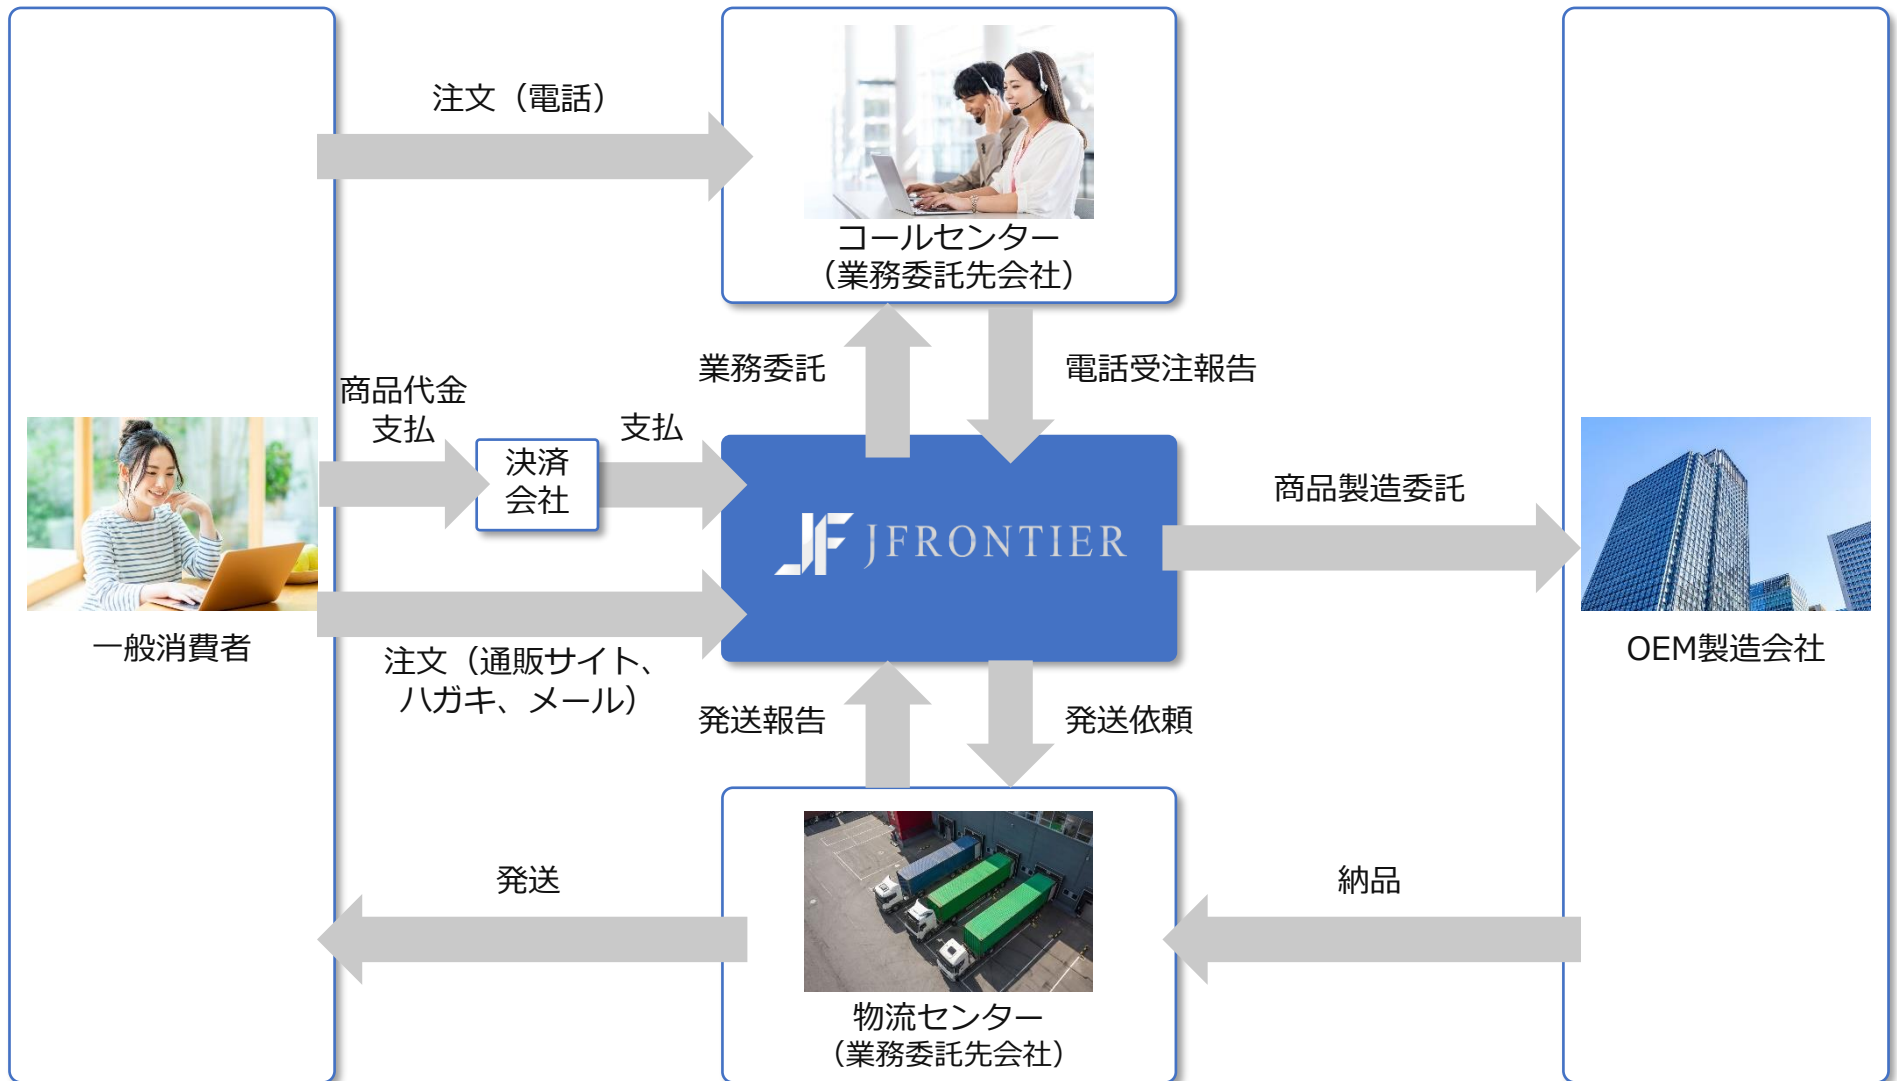 注文（電話）
コールセンター
（業務委託先会社）
業務委託
電話受注報告
商品代金
支払
決済
会社
支払
JFRONTIER
商品製造委託
一般消費者
OEM製造会社
注文（通販サイト、
ハガキ、メール）
発送報告
発送依頼
発送
納品
物流センター
（業務委託先会社）